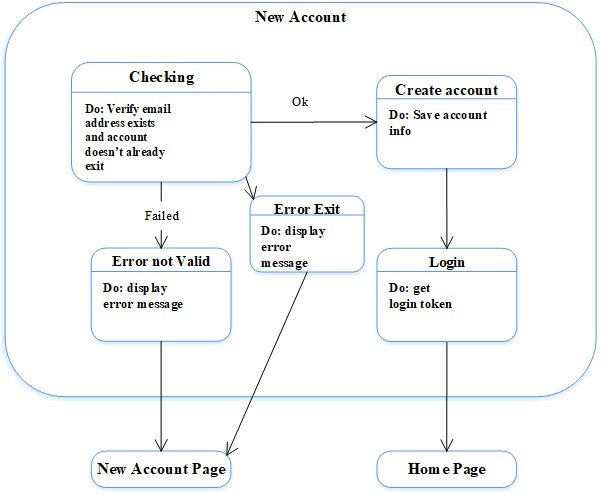 New Account
Checking
Do: Verify email
address exists
and account
doesn't already
exit
Ok
Create account
Do: Save account
info
Failed
Error Exit
Do: display
error
message
Error not Valid
Do: display
error message
Login
Do: get
login token
New Account Page
Home Page